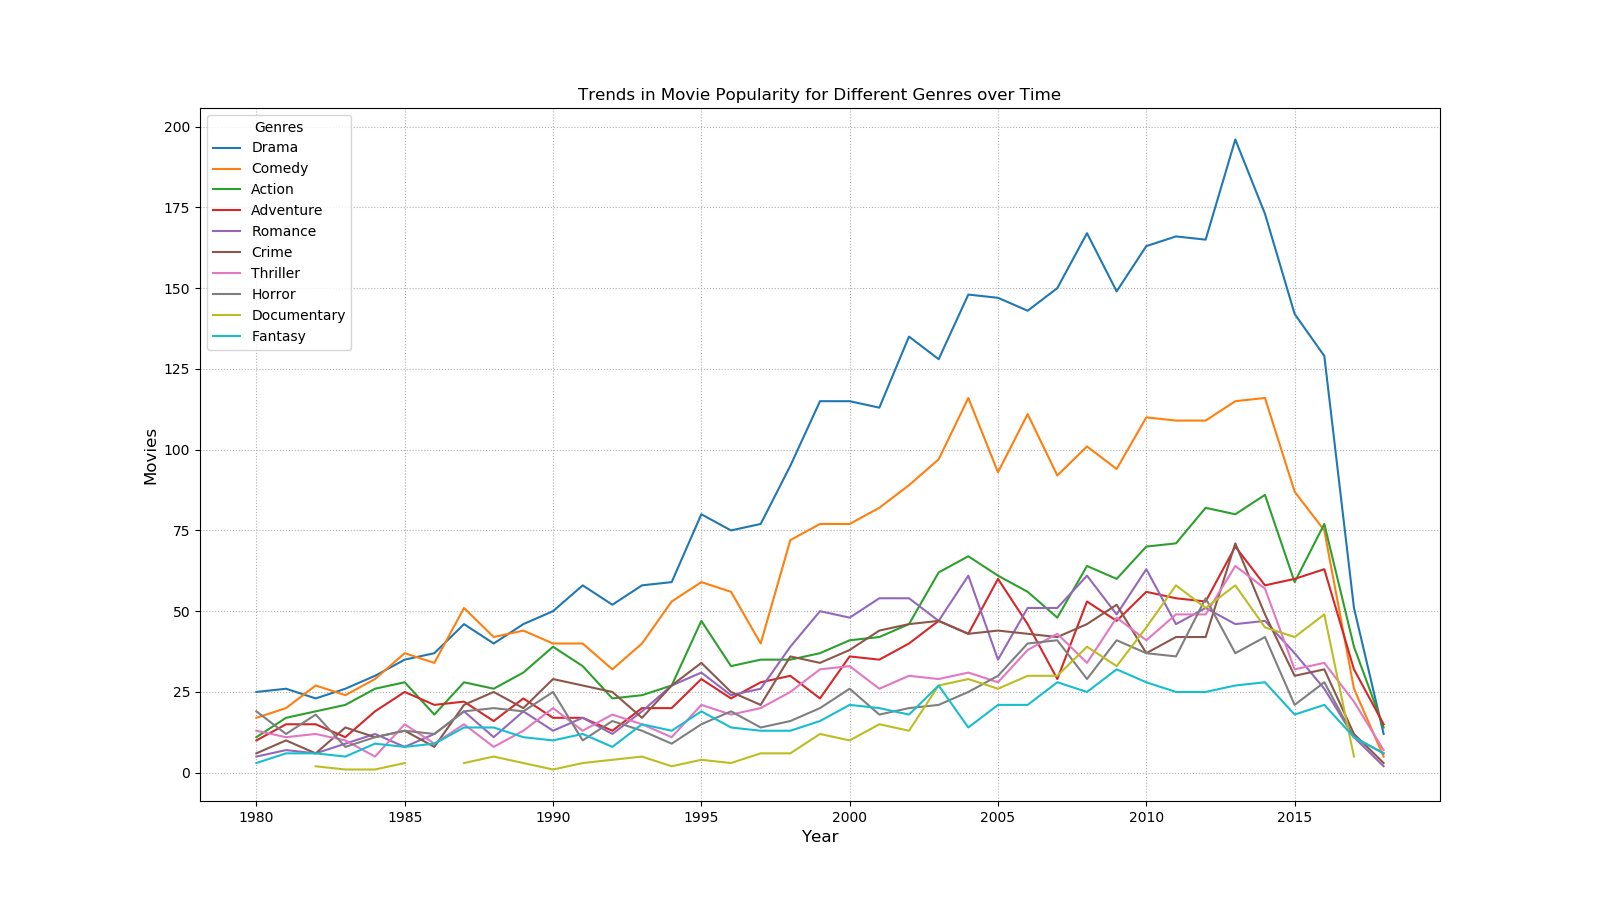 Trends in Movie Popularity for Different Genres over Time
Genres
Drama
Comedy
Action
Adventure
Romance
Crime
Thriller
Horror
Documentary
Fantasy
200
175
150
125
100
75
50
25
0
Movies
1980 1985 1990 1995 2000 2005 2010 2015
Year